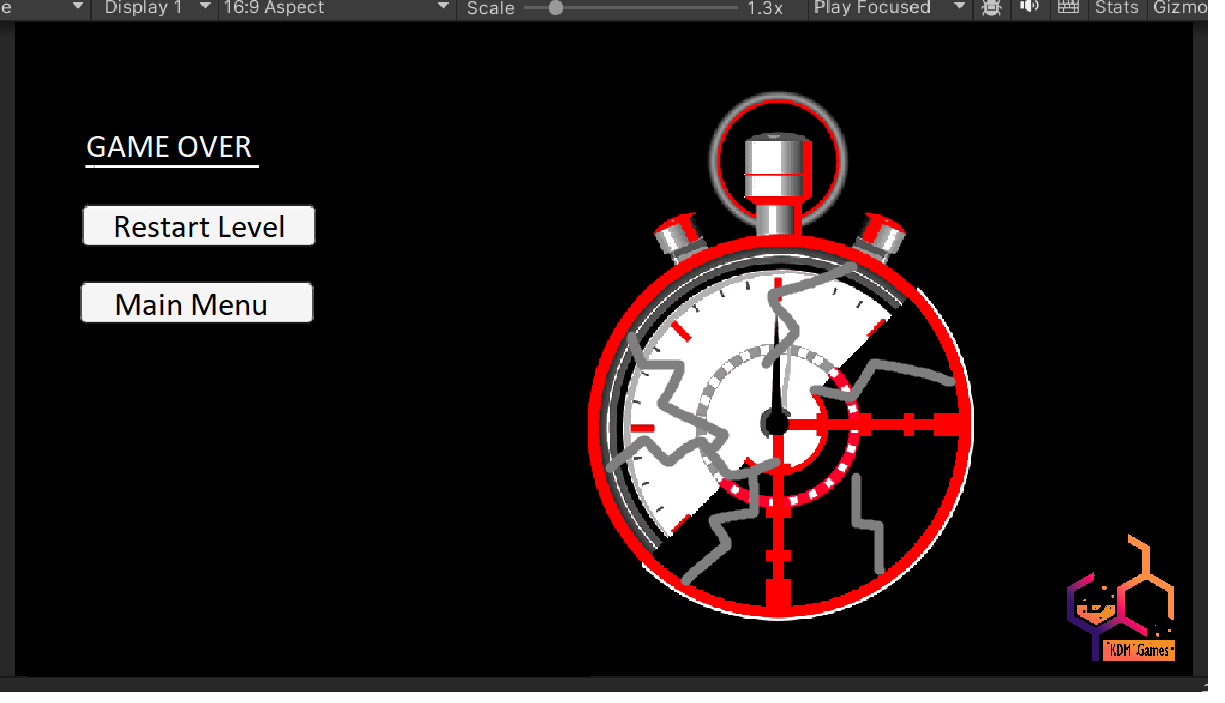 e Display 1 16:9 Aspect Scale 1.3x Play Focused Stats Gizmo
GAME OVER
Restart Level
Main Menu
KDM Games